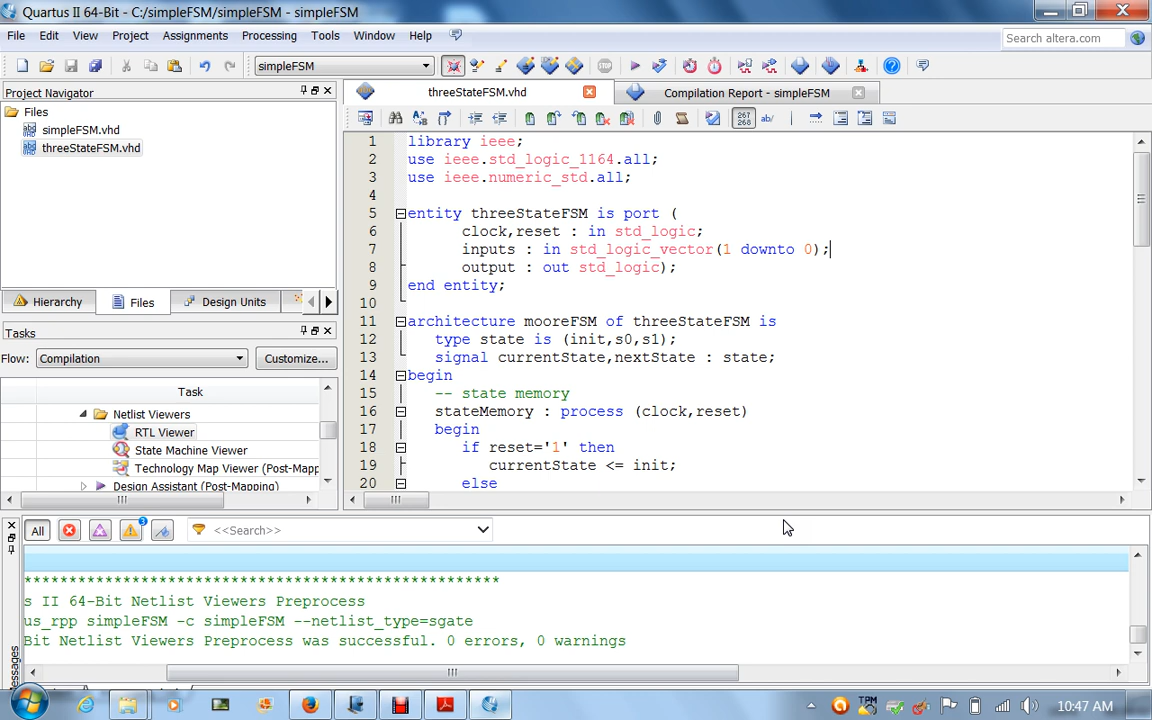 Quartus II 64-Bit - C:/simpleFSM/simpleFSM - simpleFSM
File Edit View Project Assignments Processing Tools Window Help
Search altera.com
simpleFSM
Project Navigator
threeStateFSM.vhd
Compilation Report - simpleFSM
Files
simpleFSM.vhd
threeStateFSM.vhd
267
268
ab/
1 library ieee;
2 use ieee.std_logic_1164.all;
3 use ieee.numeric_std.all;
4
5 entity threeStateFSM is port (
6 clock,reset : in std_logic;
7 inputs : in std_logic_vector(1 downto 0);
8 output : out std_logic);
9 end entity;
10
11 architecture mooreFSM of threeStateFSM is
12 type state is (init,s0,s1);
13 signal currentState,nextState : state;
14 begin
15 -- state memory
16 stateMemory : process (clock,reset)
17 begin
18 if reset='1' then
19 currentState <= init;
20 else
Hierarchy Files Design Units
Tasks
Flow: Compilation Customize...
Task
Netlist Viewers
RTL Viewer
State Machine Viewer
Technology Map Viewer (Post-Mapp
Design Assistant (Post-Mapping)
All 3 <<Search>>
****************************************************
s II 64-Bit Netlist Viewers Preprocess
us_rpp simpleFSM -c simpleFSM --netlist_type=sgate
Bit Netlist Viewers Preprocess was successful. 0 errors, 0 warnings
Messages
10:47 AM